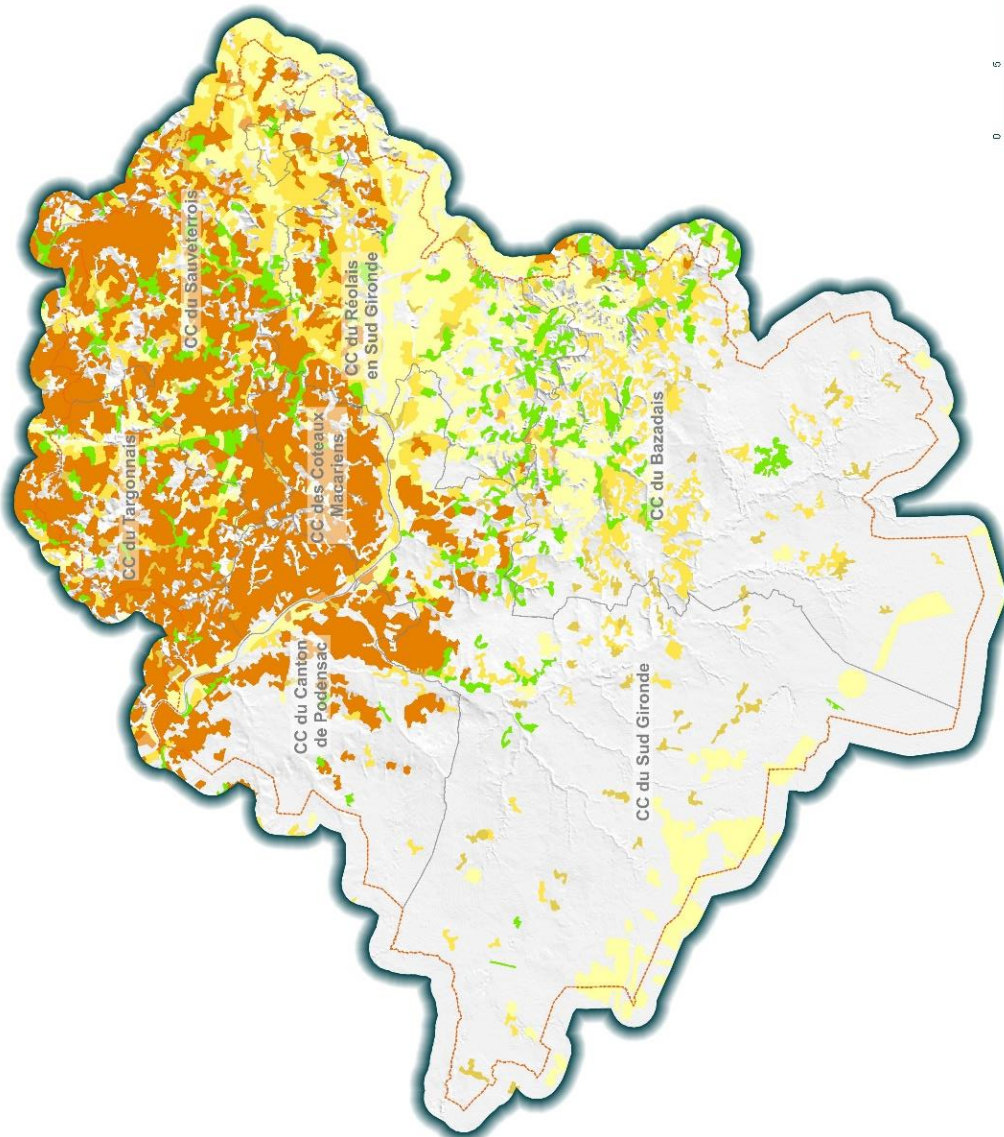 CC du Targonnais
CC du Sauveterrois
CC des Coteaux
Macariens
CC du Réolais
en Sud Gironde
CC du Canton
de Podensac
CC du Bazadais
CC du Sud Gironde
0 5